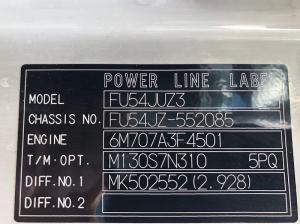 POWER LINE LABEL
MODEL FU54JUZ3
CHASSIS NO. FU54JZ-552085
ENGINE 6M707A3F4501
T/M·OPT. M130S7N310 5PQ
DIFF.NO.1 MK502552(2.928)
DIFF.NO.2